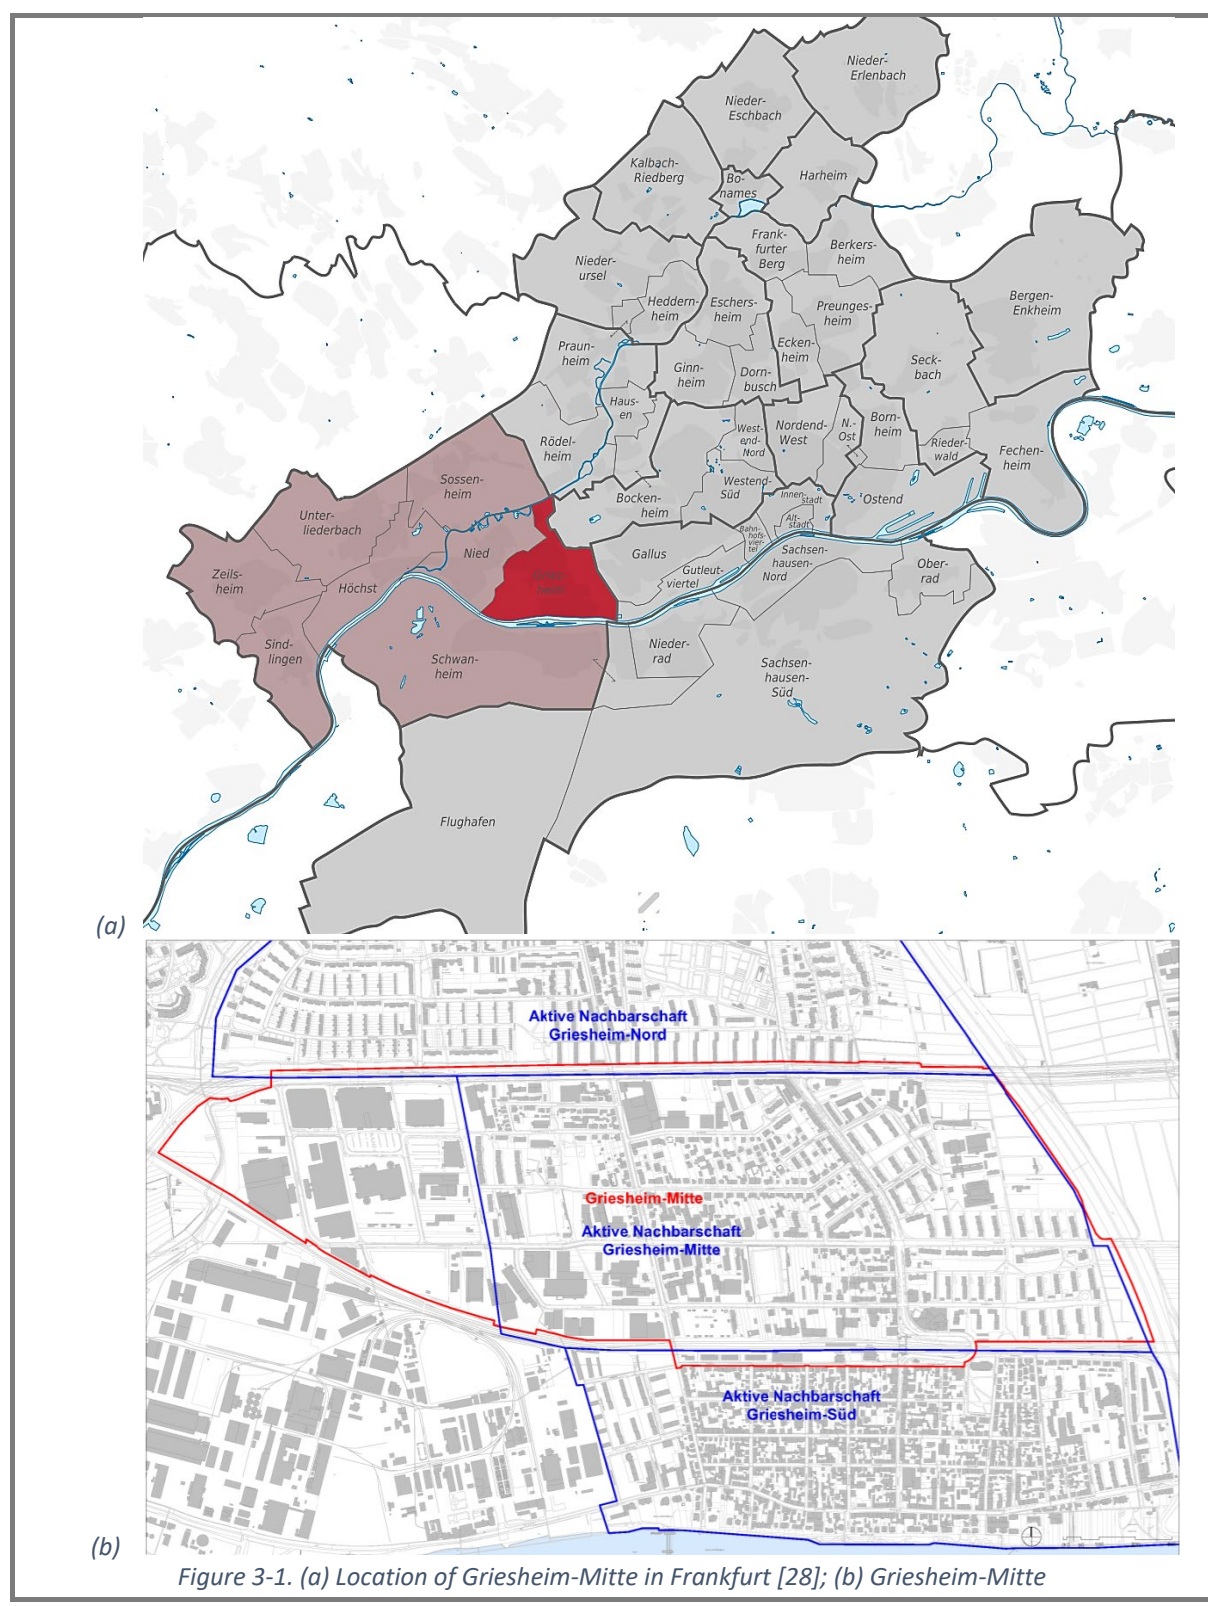 Nieder-
Erlenbach
Nieder-
Eschbach
Kalbach-
Riedberg
Bo-
names
Harheim
Frank-
furter
Berg
Berkers-
heim
Nieder-
ursel
Heddern-
heim
Eschers-
heim
Preunges-
heim
Bergen-
Enkheim
Praun-
heim
Ginn-
heim
Ecken-
heim
Dorn-
busch
Seck-
bach
Haus-
en
Rödel-
heim
West-
end-
Nord
Nordend-
West
N.-
Ost
Born-
heim
Rieder-
wald
Fechen-
heim
Sossen-
heim
Bocken-
heim
Westend-
Süd
Innen-
stadt
Ostend
Unter-
liederbach
Alt-
stadt
Bahn-
hofs-
vier-
tel
Nied
Gallus
Gutleut-
viertel
Sachsen-
hausen-
Nord
Ober-
rad
Zeils-
heim
Höchst
Sind-
lingen
Schwan-
heim
Nieder-
rad
Sachsen-
hausen-
Süd
Flughafen
(a)
Aktive Nachbarschaft
Griesheim-Nord
Griesheim-Mitte
Aktive Nachbarschaft
Griesheim-Mitte
Aktive Nachbarschaft
Griesheim-Süd
(b)
Figure 3-1. (a) Location of Griesheim-Mitte in Frankfurt [28]; (b) Griesheim-Mitte